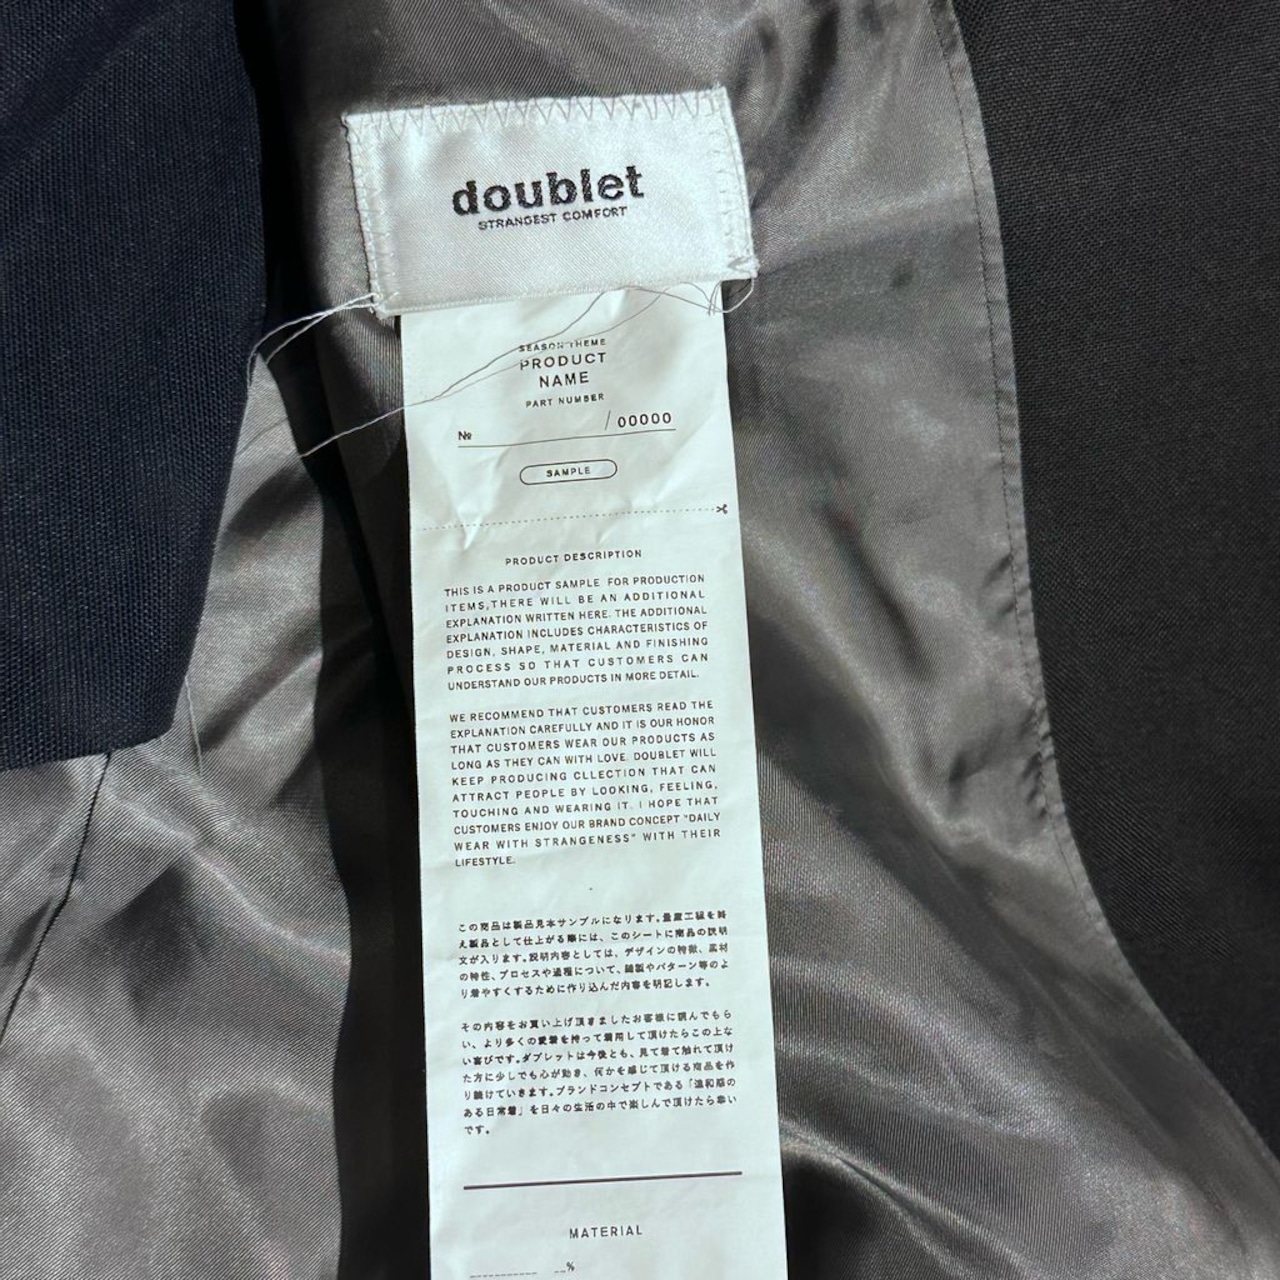 doublet
STRANGEST COMFORT
SEASON THEME
PRODUCT
NAME
PART NUMBER
№ / 00000
SAMPLE
PRODUCT DESCRIPTION
THIS IS A PRODUCT SAMPLE FOR PRODUCTION
ITEMS,THERE WILL BE AN ADDITIONAL
EXPLANATION WRITTEN HERE. THE ADDITIONAL
EXPLANATION INCLUDES CHARACTERISTICS OF
DESIGN, SHAPE, MATERIAL AND FINISHING
PROCESS SO THAT CUSTOMERS CAN
UNDERSTAND OUR PRODUCTS IN MORE DETAIL.
WE RECOMMEND THAT CUSTOMERS READ THE
EXPLANATION CAREFULLY AND IT IS OUR HONOR
THAT CUSTOMERS WEAR OUR PRODUCTS AS
LONG AS THEY CAN WITH LOVE. DOUBLET WILL
KEEP PRODUCING CLLECTION THAT CAN
ATTRACT PEOPLE BY LOOKING, FEELING,
TOUCHING AND WEARING IT. I HOPE THAT
CUSTOMERS ENJOY OUR BRAND CONCEPT "DAILY
WEAR WITH STRANGENESS" WITH THEIR
LIFESTYLE.
この商品は製品見本サンプルになります。量産工程を終
え製品として仕上がる際には、このシートに商品の説明
文が入ります。説明内容としては、デザインの特徴、素材
の特性、プロセスや過程について、縫製やパターン等のよ
り着やすくするために作り込んだ内容を明記します。
その内容をお買い上げ頂きましたお客様に読んでもら
い、より多くの愛着を持って着用して頂けたらこの上な
い喜びです。ダブレットは今後とも、見て着て触れて頂け
た方に少しでも心が動き、何かを感じて頂ける商品を作
り続けていきます。ブランドコンセプトである「違和感の
ある日常着」を日々の生活の中で楽しんで頂けたら幸い
です。
MATERIAL
%